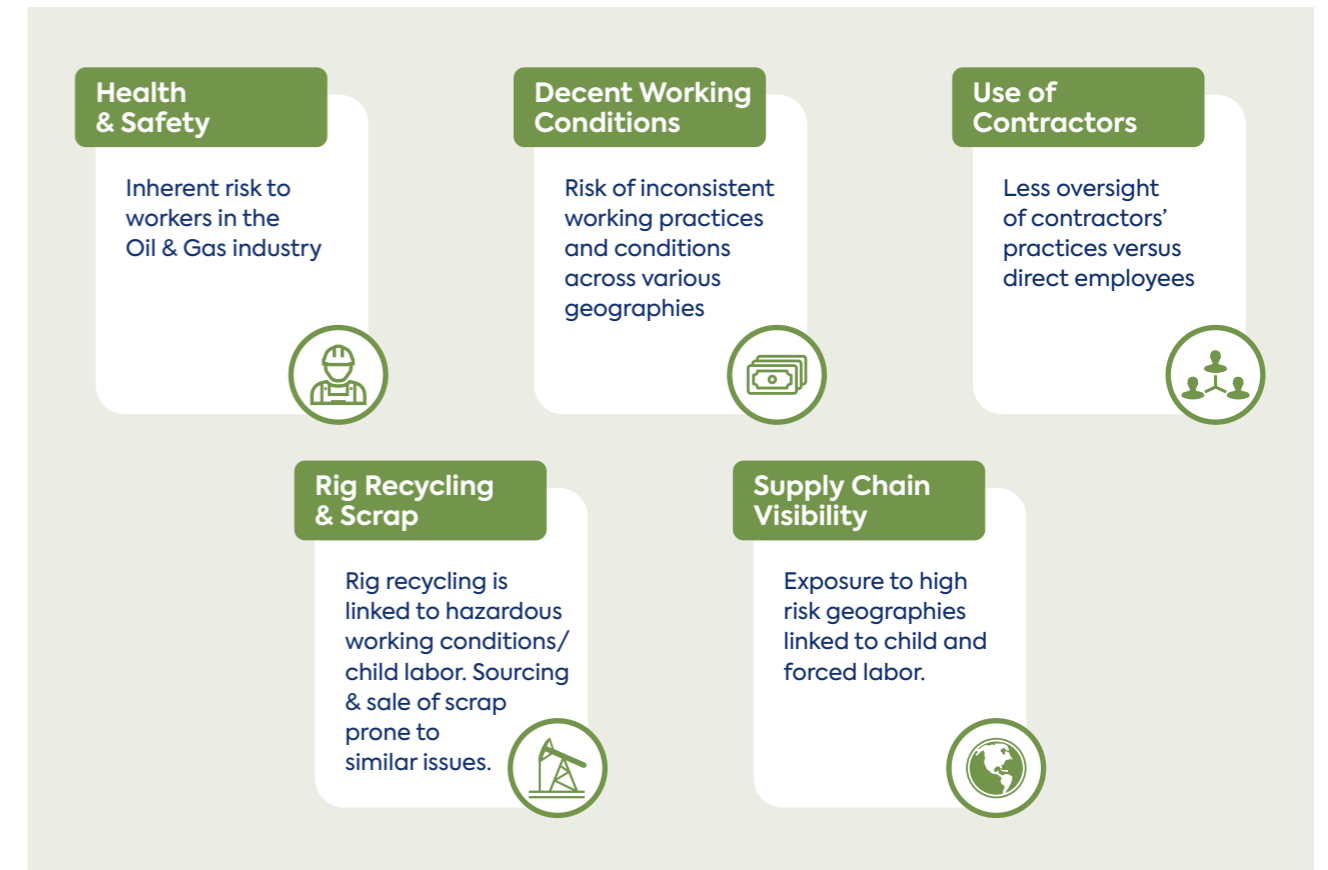 Health
& Safety
Inherent risk to
workers in the
Oil & Gas industry
Decent Working
Conditions
Risk of inconsistent
working practices
and conditions
across various
geographies
Use of
Contractors
Less oversight
of contractors’
practices versus
direct employees
Rig Recycling
& Scrap
Rig recycling is
linked to hazardous
working conditions/
child labor. Sourcing
& sale of scrap
prone to
similar issues.
Supply Chain
Visibility
Exposure to high
risk geographies
linked to child and
forced labor.